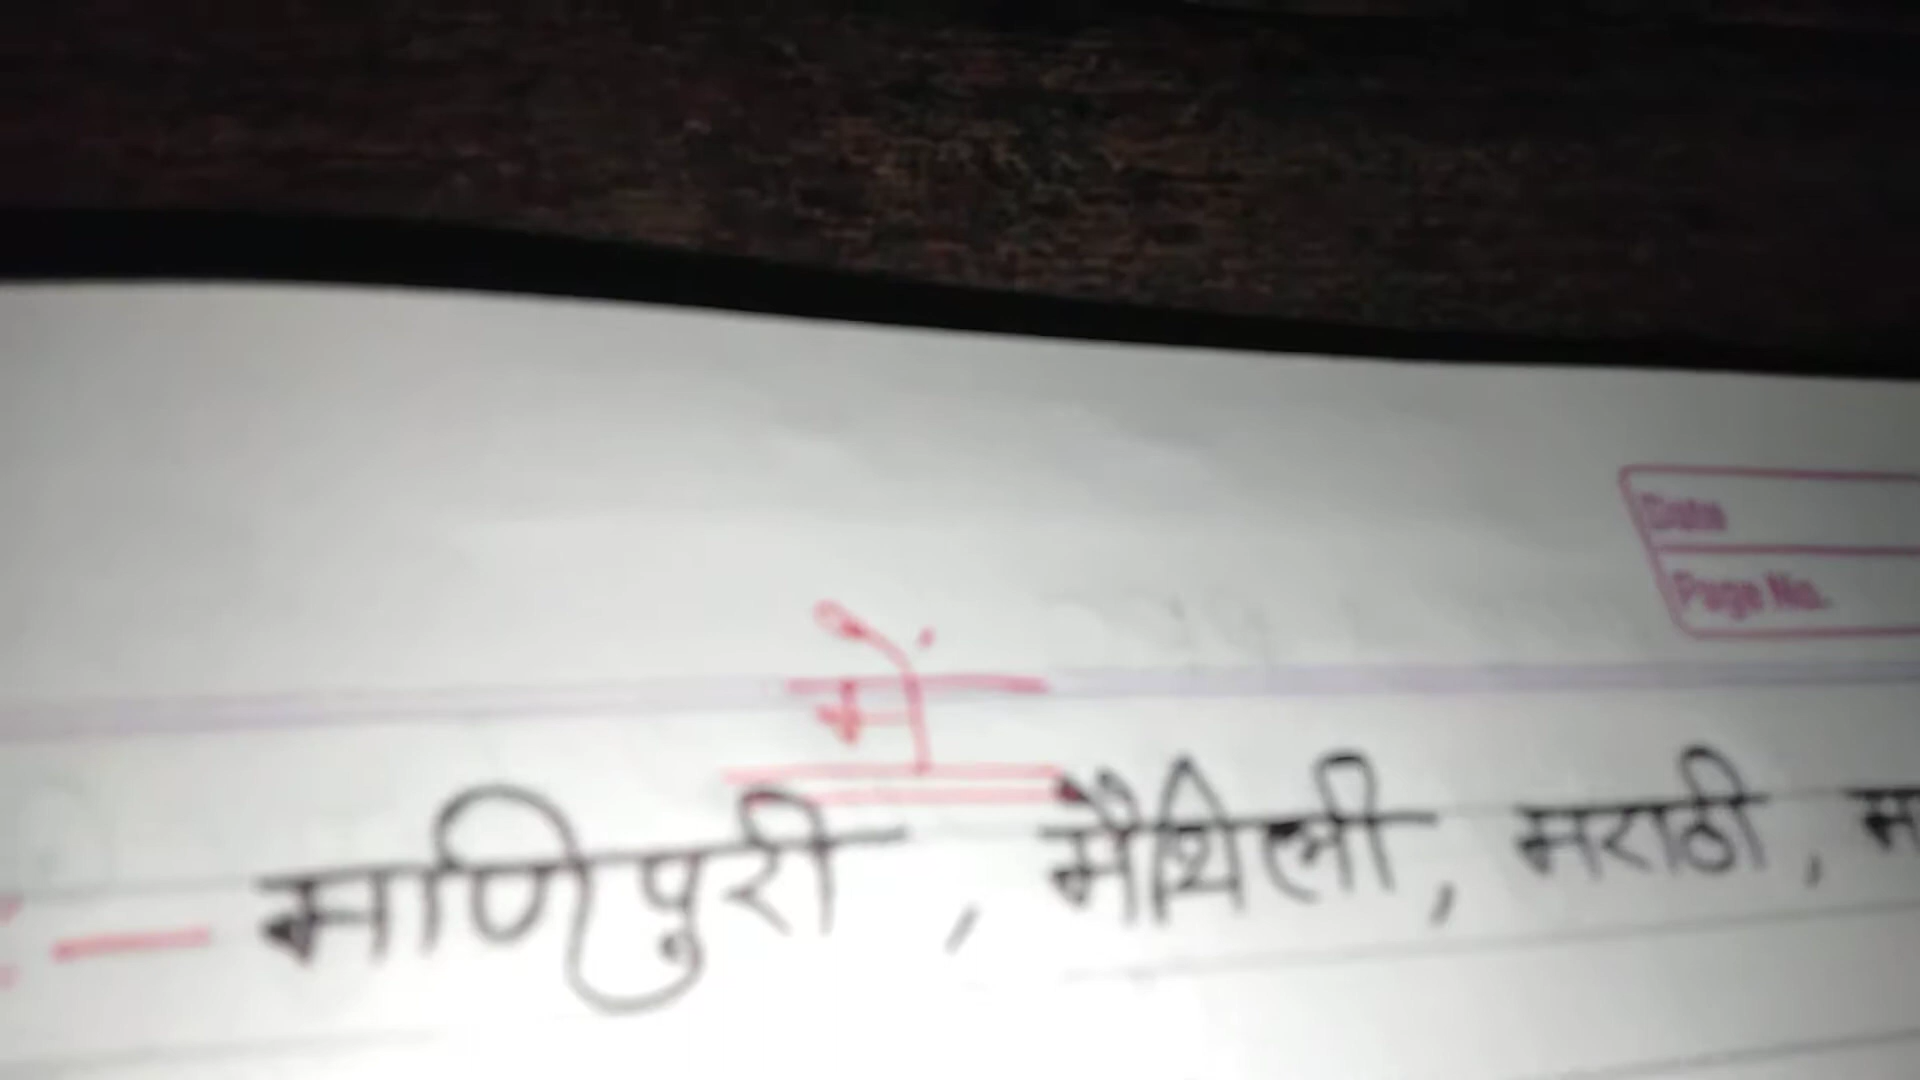 Date
Page No.
में
— मणिपुरी , मैथिली , मराठी ,